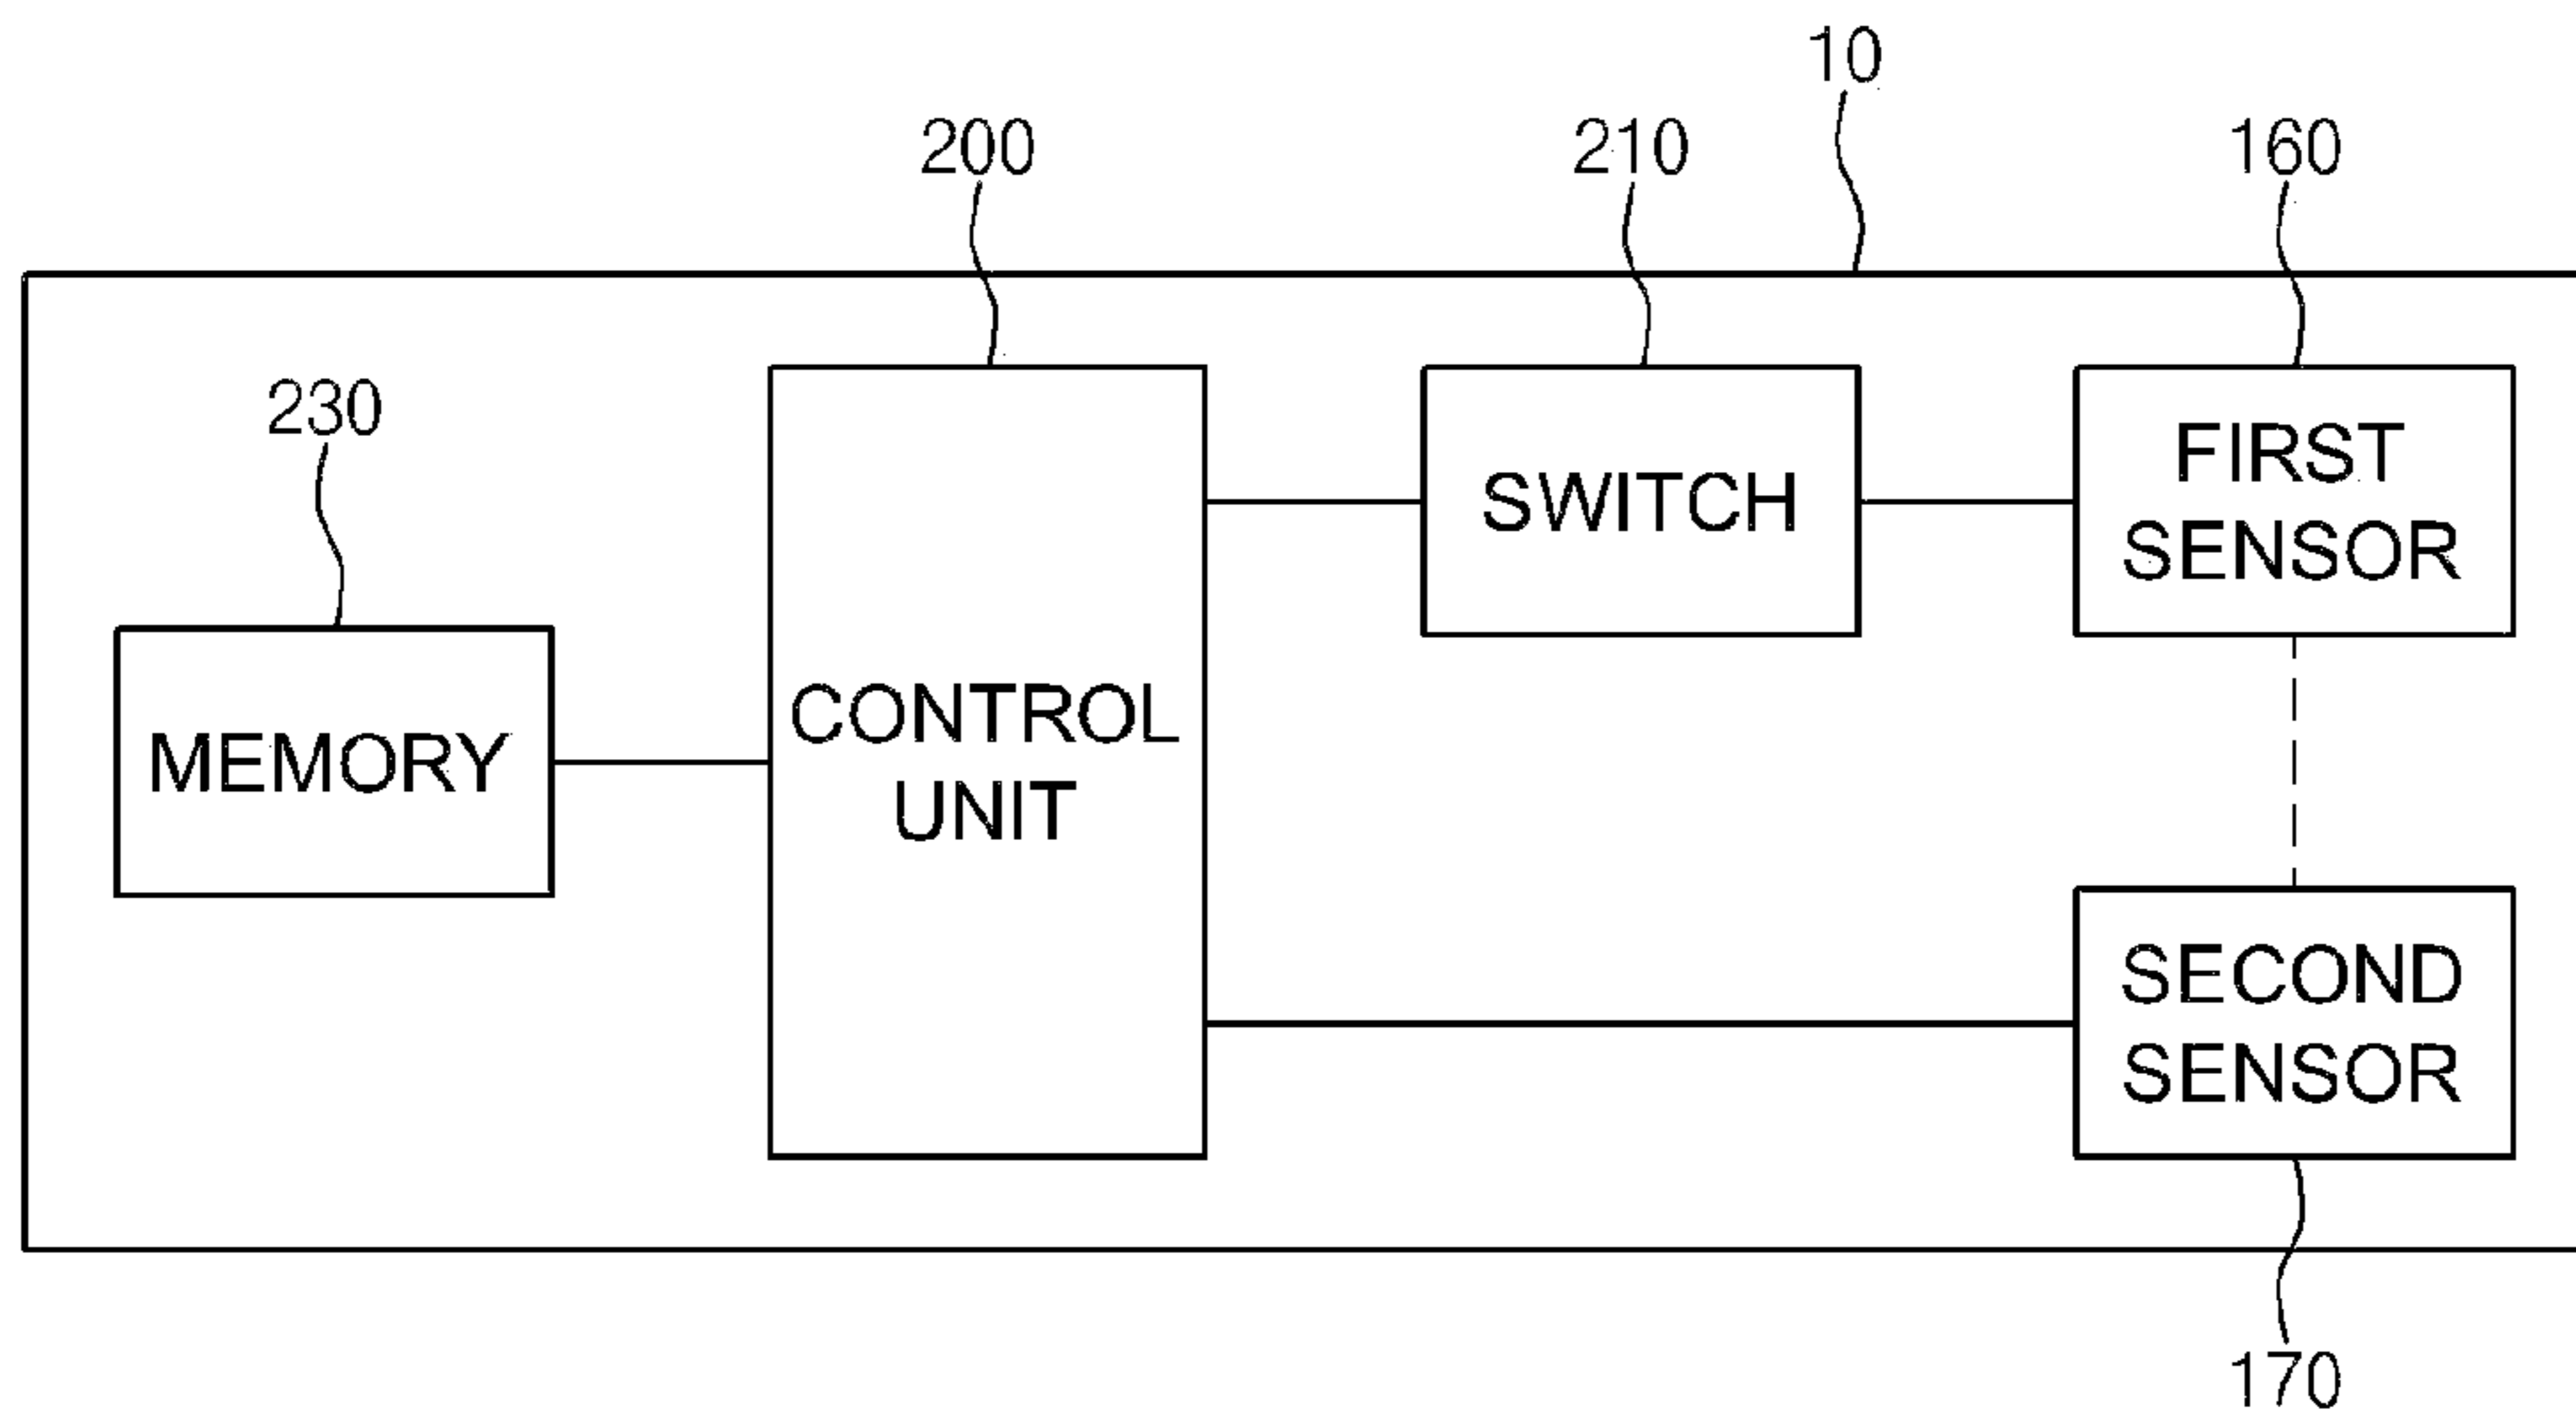 10
200
210
160
230
FIRST
SENSOR
SWITCH
MEMORY
CONTROL
UNIT
SECOND
SENSOR
170